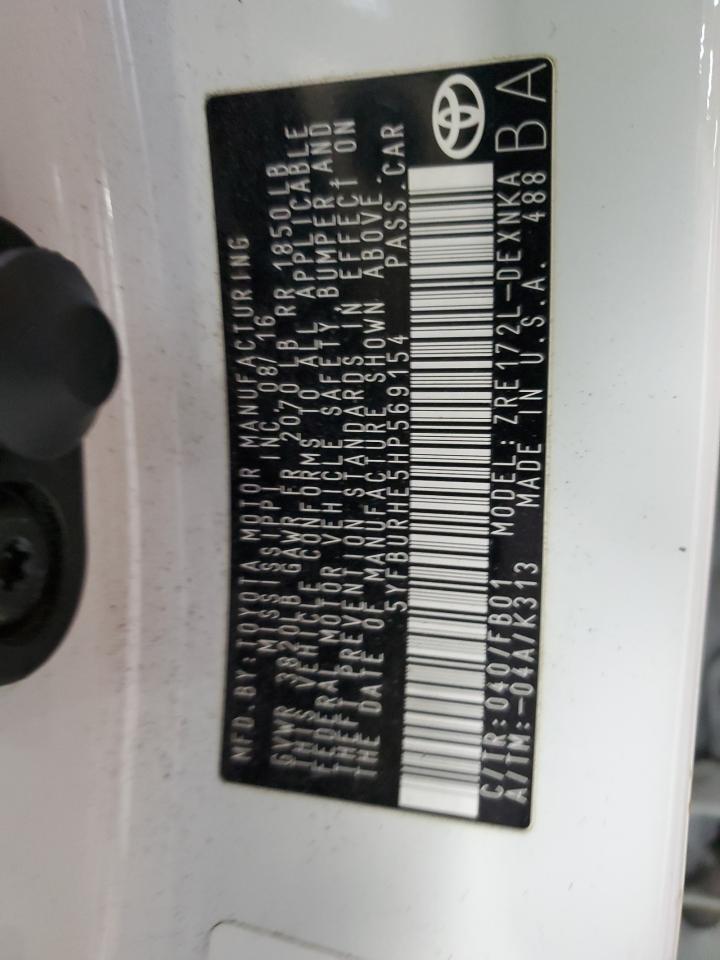 MFD. BY: TOYOTA MOTOR MANUFACTURING
MISSISSIPPI INC. 08/16
GVWR 3820LB GAWR FR 2070LB RR 1850LB
THIS VEHICLE CONFORMS TO ALL APPLICABLE
FEDERAL MOTOR VEHICLE SAFETY BUMPER AND
THEFT PREVENTION STANDARDS IN EFFECT ON
THE DATE OF MANUFACTURE SHOWN ABOVE.
5YFBURHE5HP569154 PASS. CAR
C/TR: 040/FB01 MODEL: ZRE172L-DEXNKA
A/TM: -04A/K313 MADE IN U.S.A. 488
BA